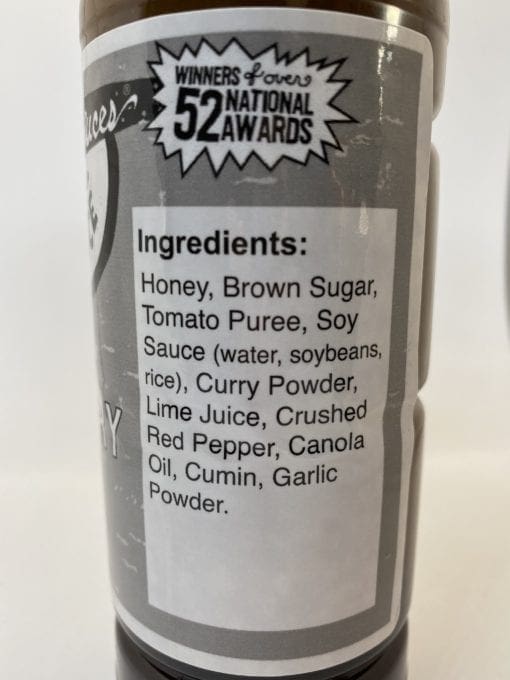 WINNERS of over
52 NATIONAL
AWARDS
Ingredients:
Honey, Brown Sugar,
Tomato Puree, Soy
Sauce (water, soybeans,
rice), Curry Powder,
Lime Juice, Crushed
Red Pepper, Canola
Oil, Cumin, Garlic
Powder.